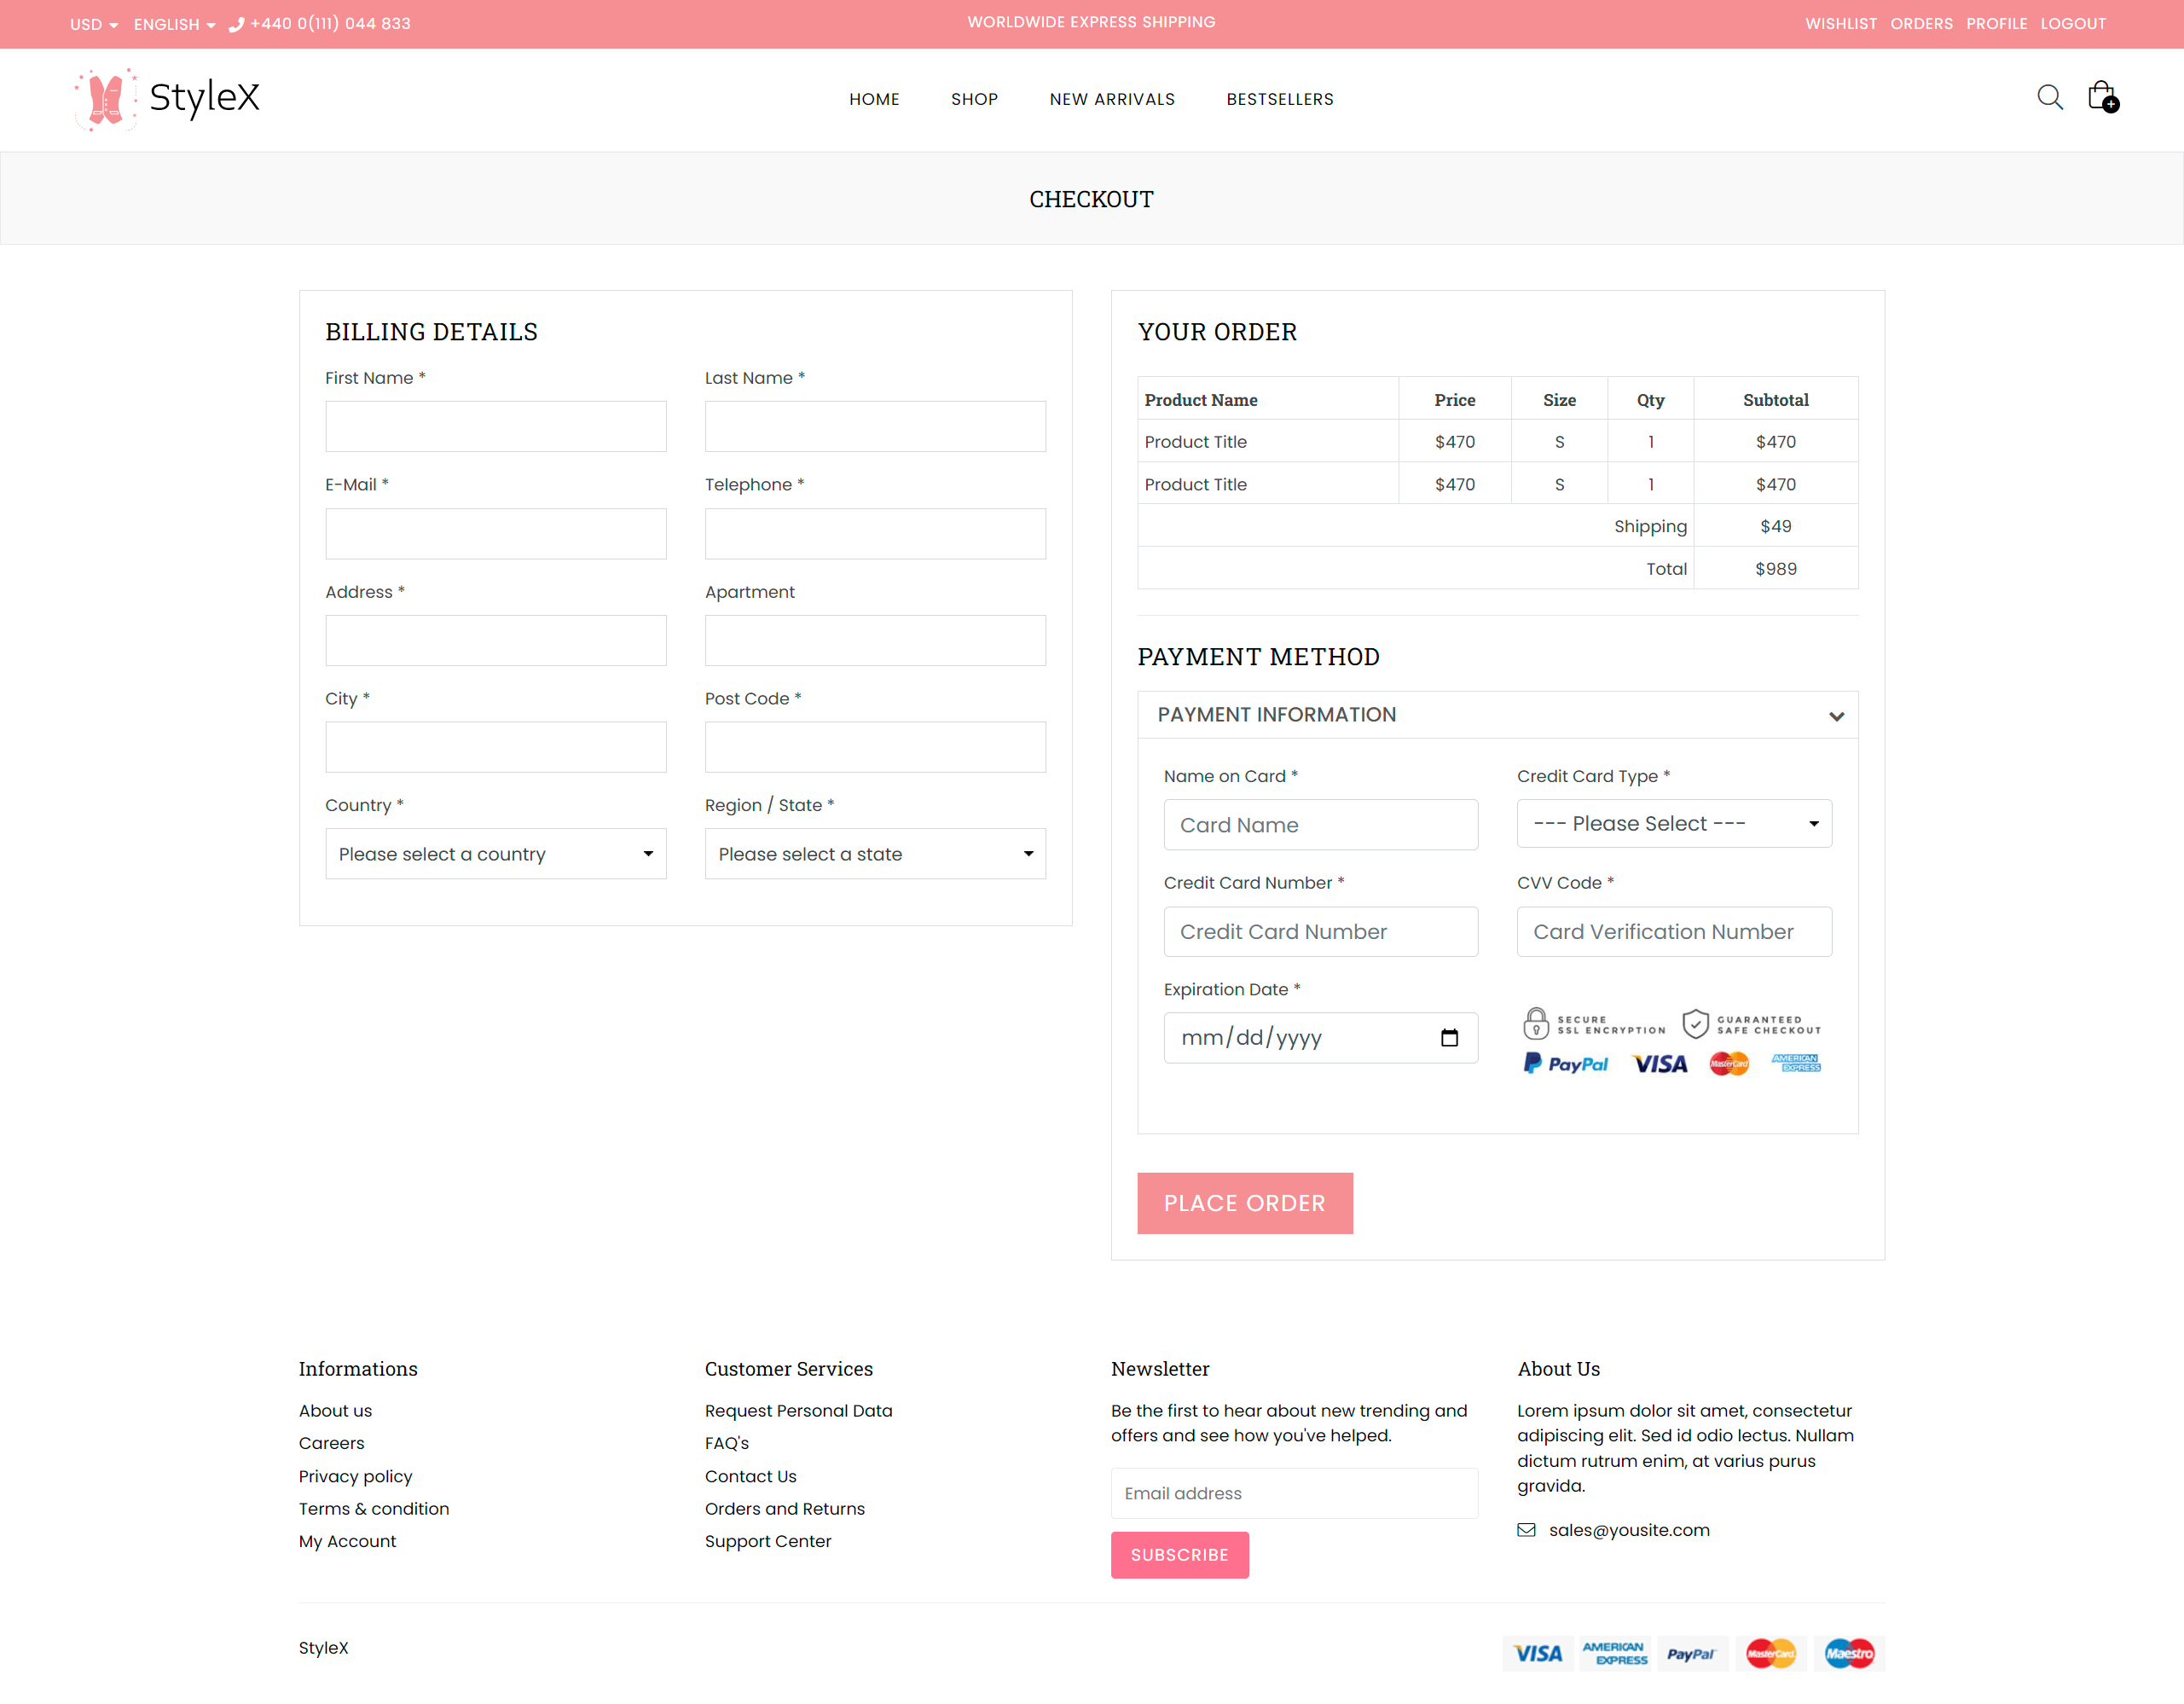 USD ENGLISH +440 0(111) 044 833 WORLDWIDE EXPRESS SHIPPING WISHLIST ORDERS PROFILE LOGOUT
StyleX HOME SHOP NEW ARRIVALS BESTSELLERS
CHECKOUT
BILLING DETAILS
First Name * Last Name *
E-Mail * Telephone *
Address * Apartment
City * Post Code *
Country * Region / State *
Please select a country Please select a state
YOUR ORDER
Product Name Price Size Qty Subtotal
Product Title $470 S 1 $470
Product Title $470 S 1 $470
Shipping $49
Total $989
PAYMENT METHOD
PAYMENT INFORMATION
Name on Card * Credit Card Type *
Card Name --- Please Select ---
Credit Card Number * CVV Code *
Credit Card Number Card Verification Number
Expiration Date *
mm/dd/yyyy
SECURE SSL ENCRYPTION GUARANTEED SAFE CHECKOUT
PayPal VISA MasterCard AMERICAN EXPRESS
PLACE ORDER
Informations
About us
Careers
Privacy policy
Terms & condition
My Account
Customer Services
Request Personal Data
FAQ's
Contact Us
Orders and Returns
Support Center
Newsletter
Be the first to hear about new trending and
offers and see how you've helped.
Email address
SUBSCRIBE
About Us
Lorem ipsum dolor sit amet, consectetur
adipiscing elit. Sed id odio lectus. Nullam
dictum rutrum enim, at varius purus
gravida.
sales@yousite.com
StyleX VISA AMERICAN EXPRESS PayPal MasterCard Maestro